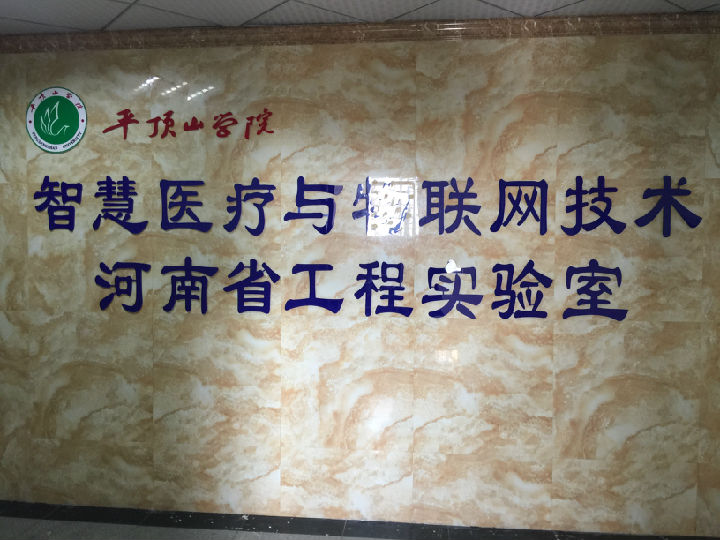 平顶山学院
智慧医疗与物联网技术
河南省工程实验室